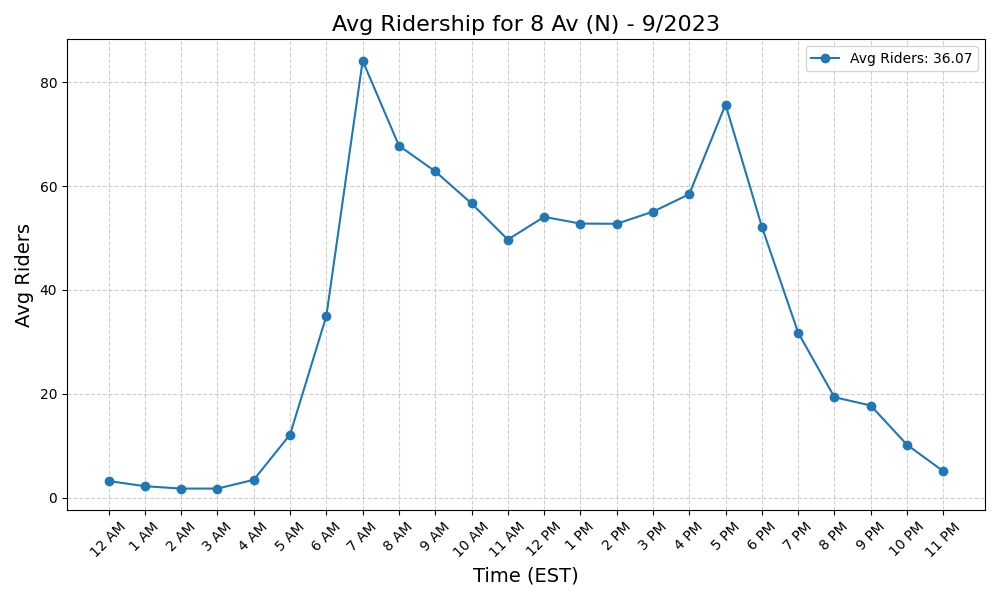 Avg Ridership for 8 Av (N) - 9/2023
Avg Riders: 36.07
Avg Riders
80
60
40
20
0
12 AM
1 AM
2 AM
3 AM
4 AM
5 AM
6 AM
7 AM
8 AM
9 AM
10 AM
11 AM
12 PM
1 PM
2 PM
3 PM
4 PM
5 PM
6 PM
7 PM
8 PM
9 PM
10 PM
11 PM
Time (EST)